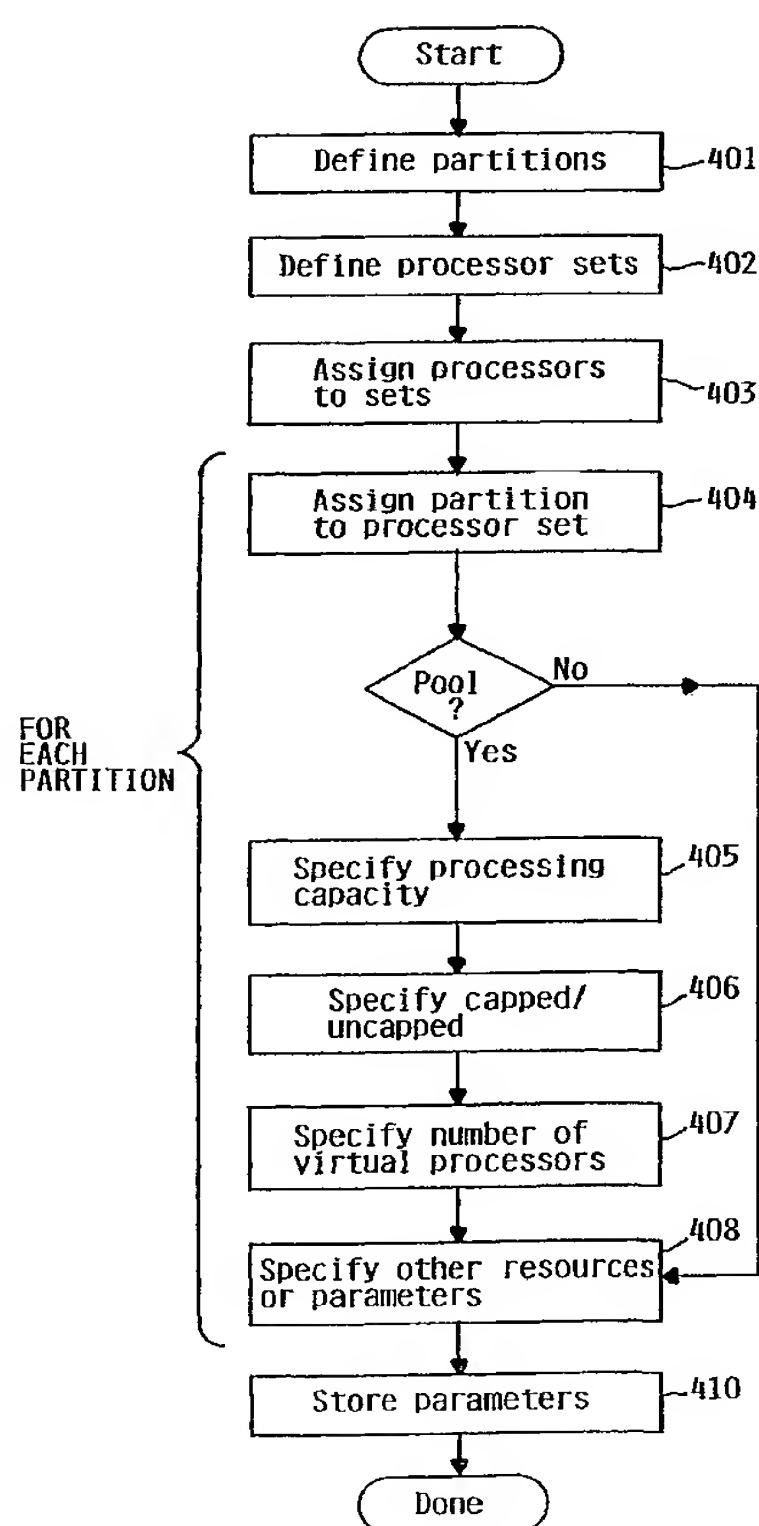 Start
Define partitions
401
Define processor sets
402
Assign processors
to sets
403
Assign partition
to processor set
404
Pool
?
No
Yes
FOR
EACH
PARTITION
Specify processing
capacity
405
Specify capped/
uncapped
406
Specify number of
virtual processors
407
Specify other resources
or parameters
408
Store parameters
410
Done